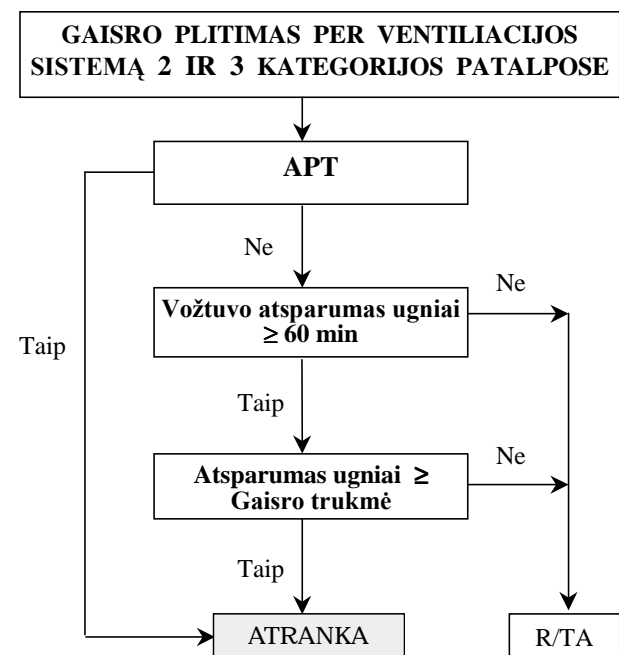 GAISRO PLITIMAS PER VENTILIACIJOS
SISTEMĄ 2 IR 3 KATEGORIJOS PATALPOSE
APT
Ne
Vožtuvo atsparumas ugniai
≥ 60 min
Ne
Taip
Taip
Atsparumas ugniai ≥
Gaisro trukmė
Ne
Taip
ATRANKA
R/TA